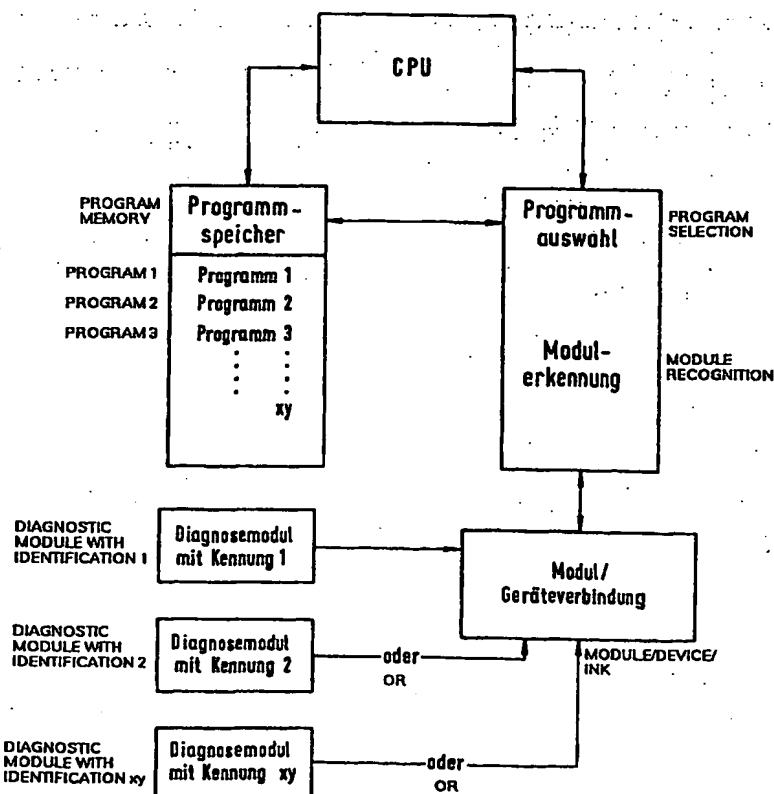 CPU
PROGRAM
MEMORY
Programm-
speicher
Programm-
auswahl
PROGRAM
SELECTION
PROGRAM 1
Programm 1
PROGRAM 2
Programm 2
PROGRAM 3
Programm 3
xy
Modul-
erkennung
MODULE
RECOGNITION
DIAGNOSTIC
MODULE WITH
IDENTIFICATION 1
Diagnosemodul
mit Kennung 1
Modul/
Geräteverbindung
DIAGNOSTIC
MODULE WITH
IDENTIFICATION 2
Diagnosemodul
mit Kennung 2
oder
OR
MODULE/DEVICE/
INK
DIAGNOSTIC
MODULE WITH
IDENTIFICATION xy
Diagnosemodul
mit Kennung xy
oder
OR